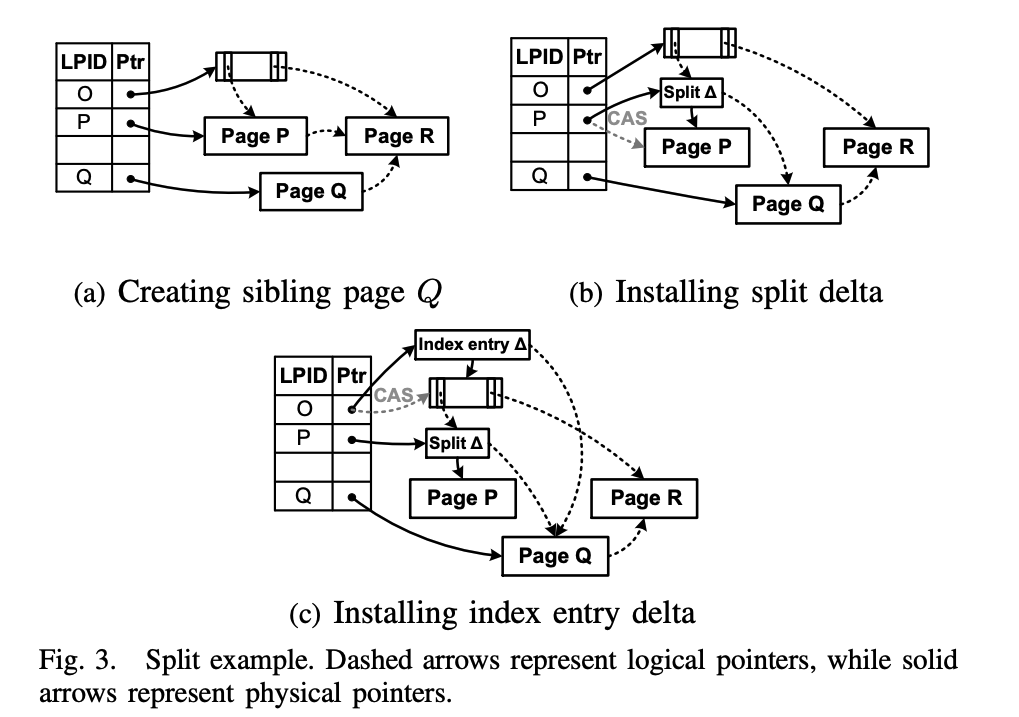 LPID Ptr
O
P
Q
Page P
Page R
Page Q
(a) Creating sibling page Q
LPID Ptr
O
P
Q
Split Δ
CAS
Page P
Page R
Page Q
(b) Installing split delta
LPID Ptr
O
P
Q
Index entry Δ
CAS
Split Δ
Page P
Page R
Page Q
(c) Installing index entry delta
Fig. 3. Split example. Dashed arrows represent logical pointers, while solid
arrows represent physical pointers.